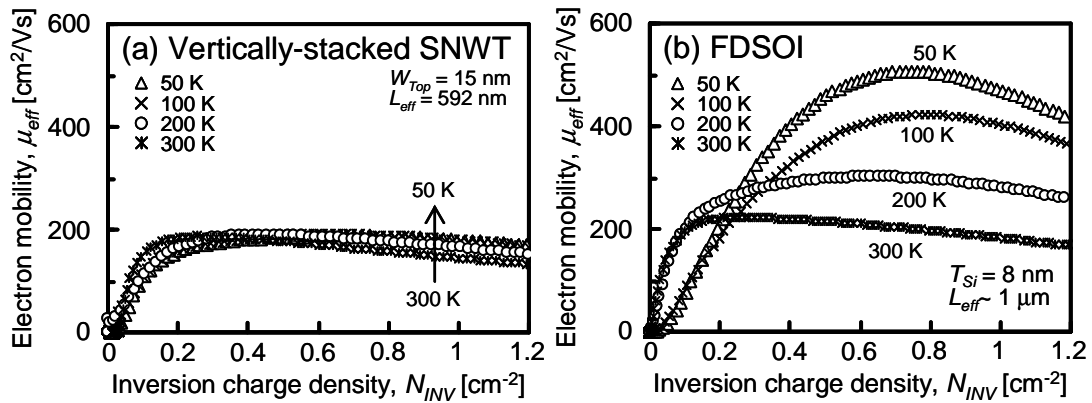 (a) Vertically-stacked SNWT
W_Top = 15 nm
L_eff = 592 nm
△ 50 K
× 100 K
○ 200 K
ж 300 K
50 K
300 K
600
400
200
0
Electron mobility, μ_eff [cm²/Vs]
0 0.2 0.4 0.6 0.8 1 1.2
Inversion charge density, N_INV [cm⁻²]
(b) FDSOI
△ 50 K
× 100 K
○ 200 K
ж 300 K
50 K
100 K
200 K
300 K
T_Si = 8 nm
L_eff~ 1 μm
600
400
200
0
Electron mobility, μ_eff [cm²/Vs]
0 0.2 0.4 0.6 0.8 1 1.2
Inversion charge density, N_INV [cm⁻²]